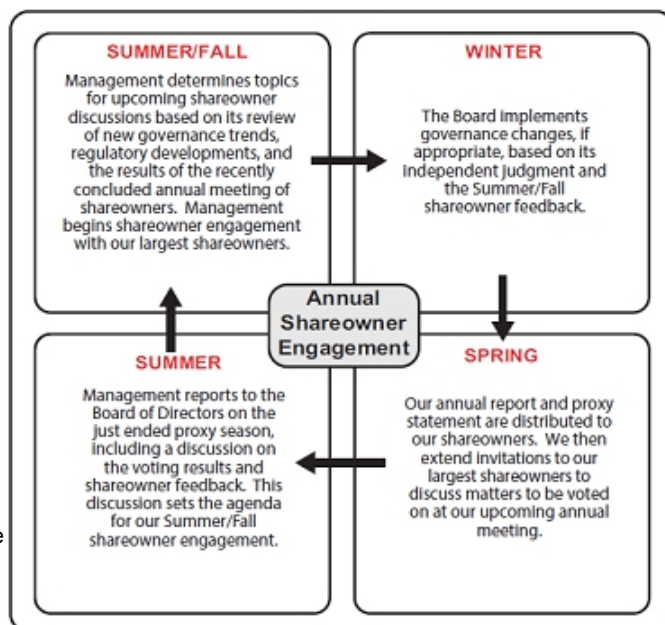 SUMMER/FALL
Management determines topics
for upcoming shareowner
discussions based on its review
of new governance trends,
regulatory developments, and
the results of the recently
concluded annual meeting of
shareowners. Management
begins shareowner engagement
with our largest shareowners.
WINTER
The Board implements
governance changes, if
appropriate, based on its
independent judgment and
the Summer/Fall
shareowner feedback.
Annual
Shareowner
Engagement
SUMMER
Management reports to the
Board of Directors on the
just ended proxy season,
including a discussion on
the voting results and
shareowner feedback. This
discussion sets the agenda
for our Summer/Fall
shareowner engagement.
SPRING
Our annual report and proxy
statement are distributed to
our shareowners. We then
extend invitations to our
largest shareowners to
discuss matters to be voted
on at our upcoming annual
meeting.